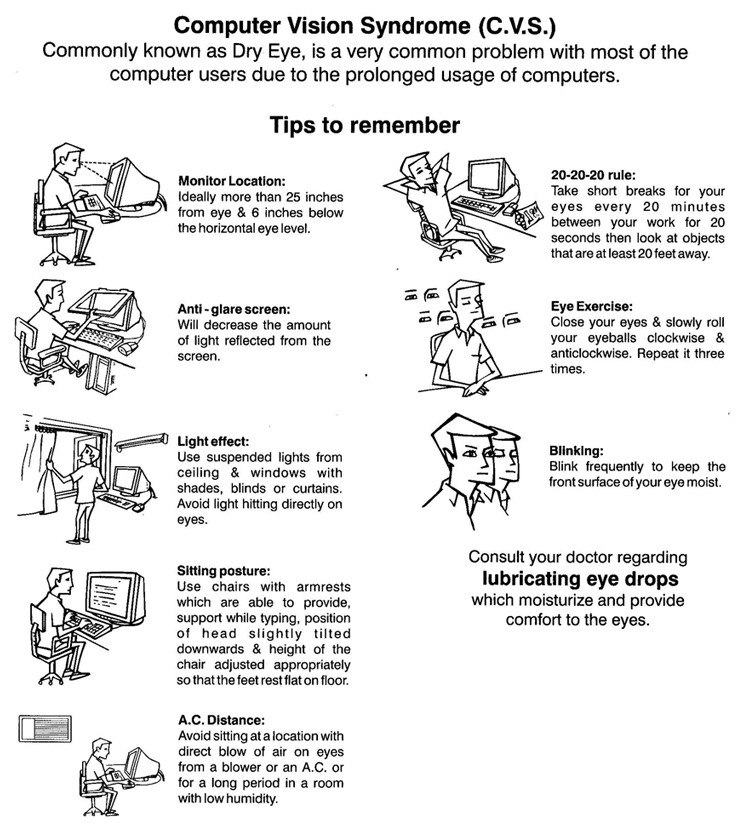 Computer Vision Syndrome (C.V.S.)
Commonly known as Dry Eye, is a very common problem with most of the
computer users due to the prolonged usage of computers.
Tips to remember
Monitor Location:
Ideally more than 25 inches
from eye & 6 inches below
the horizontal eye level.
Anti - glare screen:
Will decrease the amount
of light reflected from the
screen.
Light effect:
Use suspended lights from
ceiling & windows with
shades, blinds or curtains.
Avoid light hitting directly on
eyes.
Sitting posture:
Use chairs with armrests
which are able to provide,
support while typing, position
of head slightly tilted
downwards & height of the
chair adjusted appropriately
so that the feet rest flat on floor.
A.C. Distance:
Avoid sitting at a location with
direct blow of air on eyes
from a blower or an A.C. or
for a long period in a room
with low humidity.
20-20-20 rule:
Take short breaks for your
eyes every 20 minutes
between your work for 20
seconds then look at objects
that are at least 20 feet away.
Eye Exercise:
Close your eyes & slowly roll
your eyeballs clockwise &
anticlockwise. Repeat it three
times.
Blinking:
Blink frequently to keep the
front surface of your eye moist.
Consult your doctor regarding
lubricating eye drops
which moisturize and provide
comfort to the eyes.